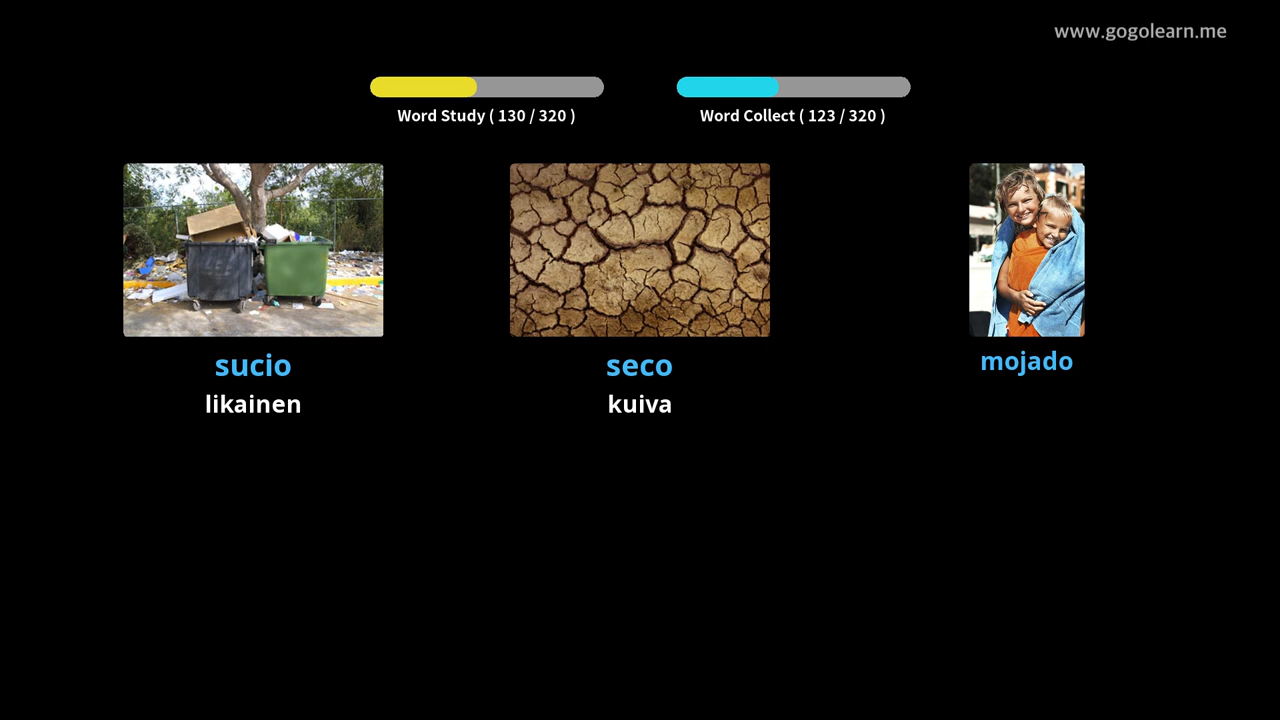 www.gogolearn.me
Word Study ( 130 / 320 )
Word Collect ( 123 / 320 )
sucio
seco
mojado
likainen
kuiva